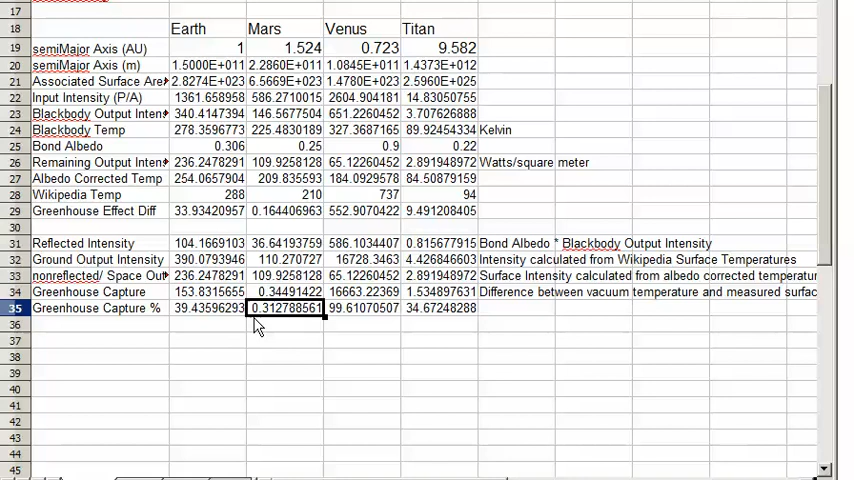 17
18 Earth Mars Venus Titan
19 semiMajor Axis (AU) 1 1.524 0.723 9.582
20 semiMajor Axis (m) 1.5000E+011 2.2860E+011 1.0845E+011 1.4373E+012
21 Associated Surface Are 2.8274E+023 6.5669E+023 1.4780E+023 2.5960E+025
22 Input Intensity (P/A) 1361.658958 586.2710015 2604.904181 14.83050755
23 Blackbody Output Intens 340.4147394 146.5677504 651.2260452 3.707626888
24 Blackbody Temp 278.3596773 225.4830189 327.3687165 89.92454334 Kelvin
25 Bond Albedo 0.306 0.25 0.9 0.22
26 Remaining Output Intens 236.2478291 109.9258128 65.12260452 2.891948972 Watts/square meter
27 Albedo Corrected Temp 254.0657904 209.835593 184.0929578 84.50879159
28 Wikipedia Temp 288 210 737 94
29 Greenhouse Effect Diff 33.93420957 0.164406963 552.9070422 9.491208405
30
31 Reflected Intensity 104.1669103 36.64193759 586.1034407 0.815677915 Bond Albedo * Blackbody Output Intensity
32 Ground Output Intensity 390.0793946 110.270727 16728.3463 4.426846603 Intensity calculated from Wikipedia Surface Temperatures
33 nonreflected/ Space Out 236.2478291 109.9258128 65.12260452 2.891948972 Surface Intensity calculated from albedo corrected temperatur
34 Greenhouse Capture 153.8315655 0.34491422 16663.22369 1.534897631 Difference between vacuum temperature and measured surfac
35 Greenhouse Capture % 39.43596293 0.312788561 99.61070507 34.67248288
36
37
38
39
40
41
42
43
44
45